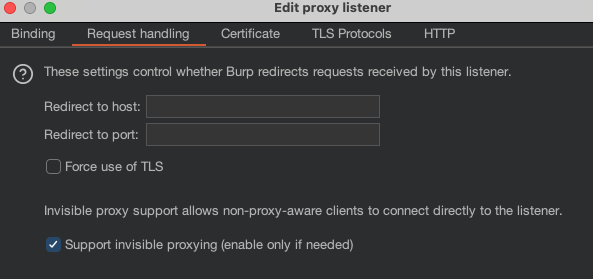 Edit proxy listener
Binding Request handling Certificate TLS Protocols HTTP
? These settings control whether Burp redirects requests received by this listener.
Redirect to host:
Redirect to port:
Force use of TLS
Invisible proxy support allows non-proxy-aware clients to connect directly to the listener.
Support invisible proxying (enable only if needed)